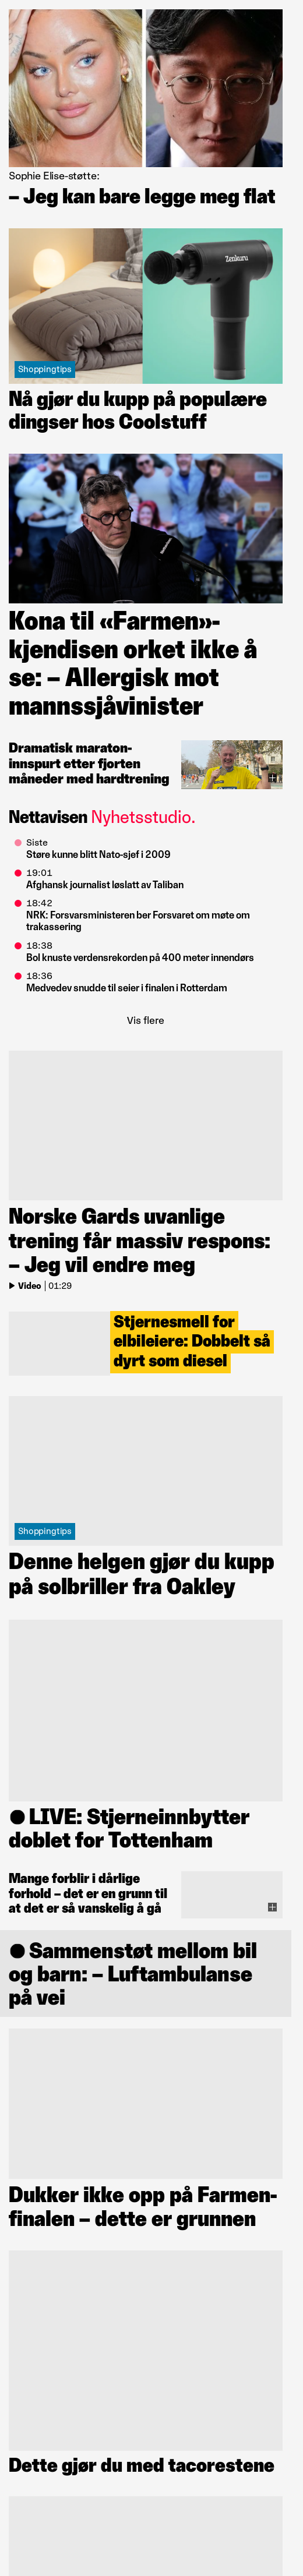 Sophie Elise-støtte:
– Jeg kan bare legge meg flat
Zenkuru
Shoppingtips
Nå gjør du kupp på populære
dingser hos Coolstuff
Kona til «Farmen»-
kjendisen orket ikke å
se: – Allergisk mot
mannssjåvinister
Dramatisk maraton-
innspurt etter fjorten
måneder med hardtrening
Nettavisen Nyhetsstudio.
Siste
Støre kunne blitt Nato-sjef i 2009
19:01
Afghansk journalist løslatt av Taliban
18:42
NRK: Forsvarsministeren ber Forsvaret om møte om
trakassering
18:38
Bol knuste verdensrekorden på 400 meter innendørs
18:36
Medvedev snudde til seier i finalen i Rotterdam
Vis flere
Norske Gards uvanlige
trening får massiv respons:
– Jeg vil endre meg
Video 01:29
Stjernesmell for
elbileiere: Dobbelt så
dyrt som diesel
Shoppingtips
Denne helgen gjør du kupp
på solbriller fra Oakley
LIVE: Stjerneinnbytter
doblet for Tottenham
Mange forblir i dårlige
forhold – det er en grunn til
at det er så vanskelig å gå
Sammenstøt mellom bil
og barn: – Luftambulanse
på vei
Dukker ikke opp på Farmen-
finalen – dette er grunnen
Dette gjør du med tacorestene